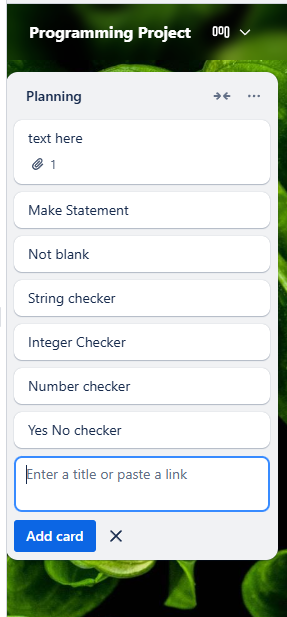 Programming Project
Planning
text here
1
Make Statement
Not blank
String checker
Integer Checker
Number checker
Yes No checker
Enter a title or paste a link
Add card